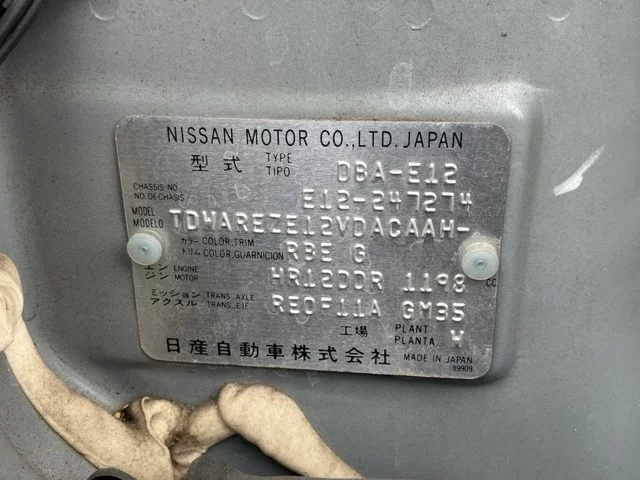 NISSAN MOTOR CO.,LTD.JAPAN
型式 TYPE TIPO DBA-E12
CHASSIS NO NO.DE CHASIS E12-247274
MODEL MODELO TDWAREZE12VDACAAH-
カラー COLOR,TRIM トリム COLOR,GUARNICION RBE G
エンジン ENGINE MOTOR HR12DDR 1198 CC
ミッション TRANS.,AXLE アクスル TRANS.,EJE RE0F11A GM35
工場 PLANT PLANTA W
日産自動車株式会社 MADE IN JAPAN
89909